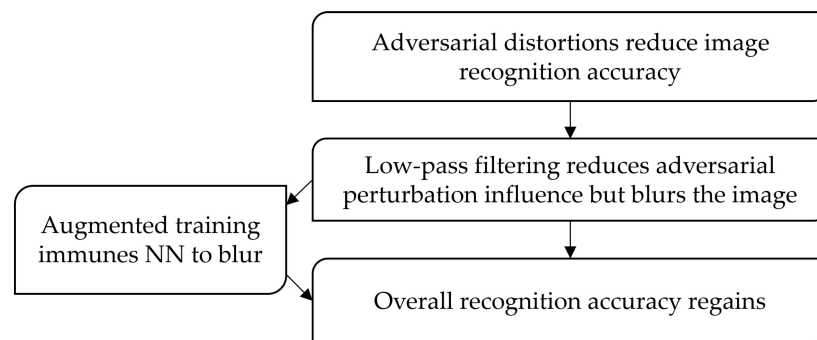 Adversarial distortions reduce image
recognition accuracy
Low-pass filtering reduces adversarial
perturbation influence but blurs the image
Augmented training
immunes NN to blur
Overall recognition accuracy regains